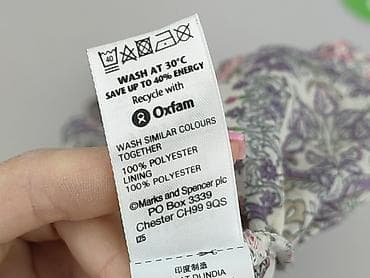 40
WASH AT 30°C
SAVE UP TO 40% ENERGY
Recycle with
Oxfam
WASH SIMILAR COLOURS
TOGETHER
100% POLYESTER
LINING
100% POLYESTER
©Marks and Spencer plc
PO Box 3339
Chester CH99 9QS
印度制造